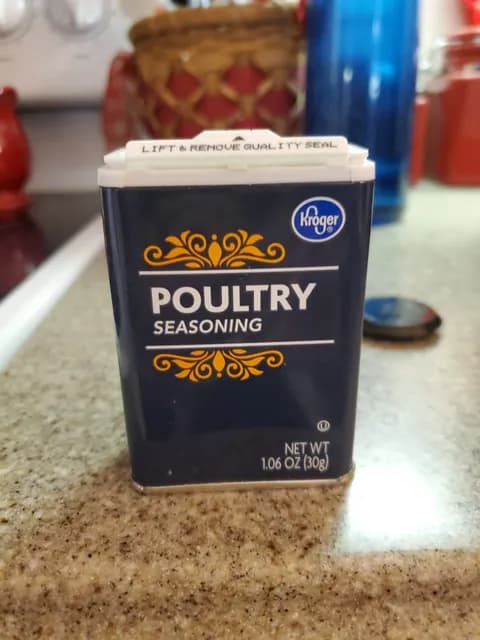 LIFT & REMOVE QUALITY SEAL
Kroger
POULTRY
SEASONING
U
NET WT
1.06 OZ (30g)